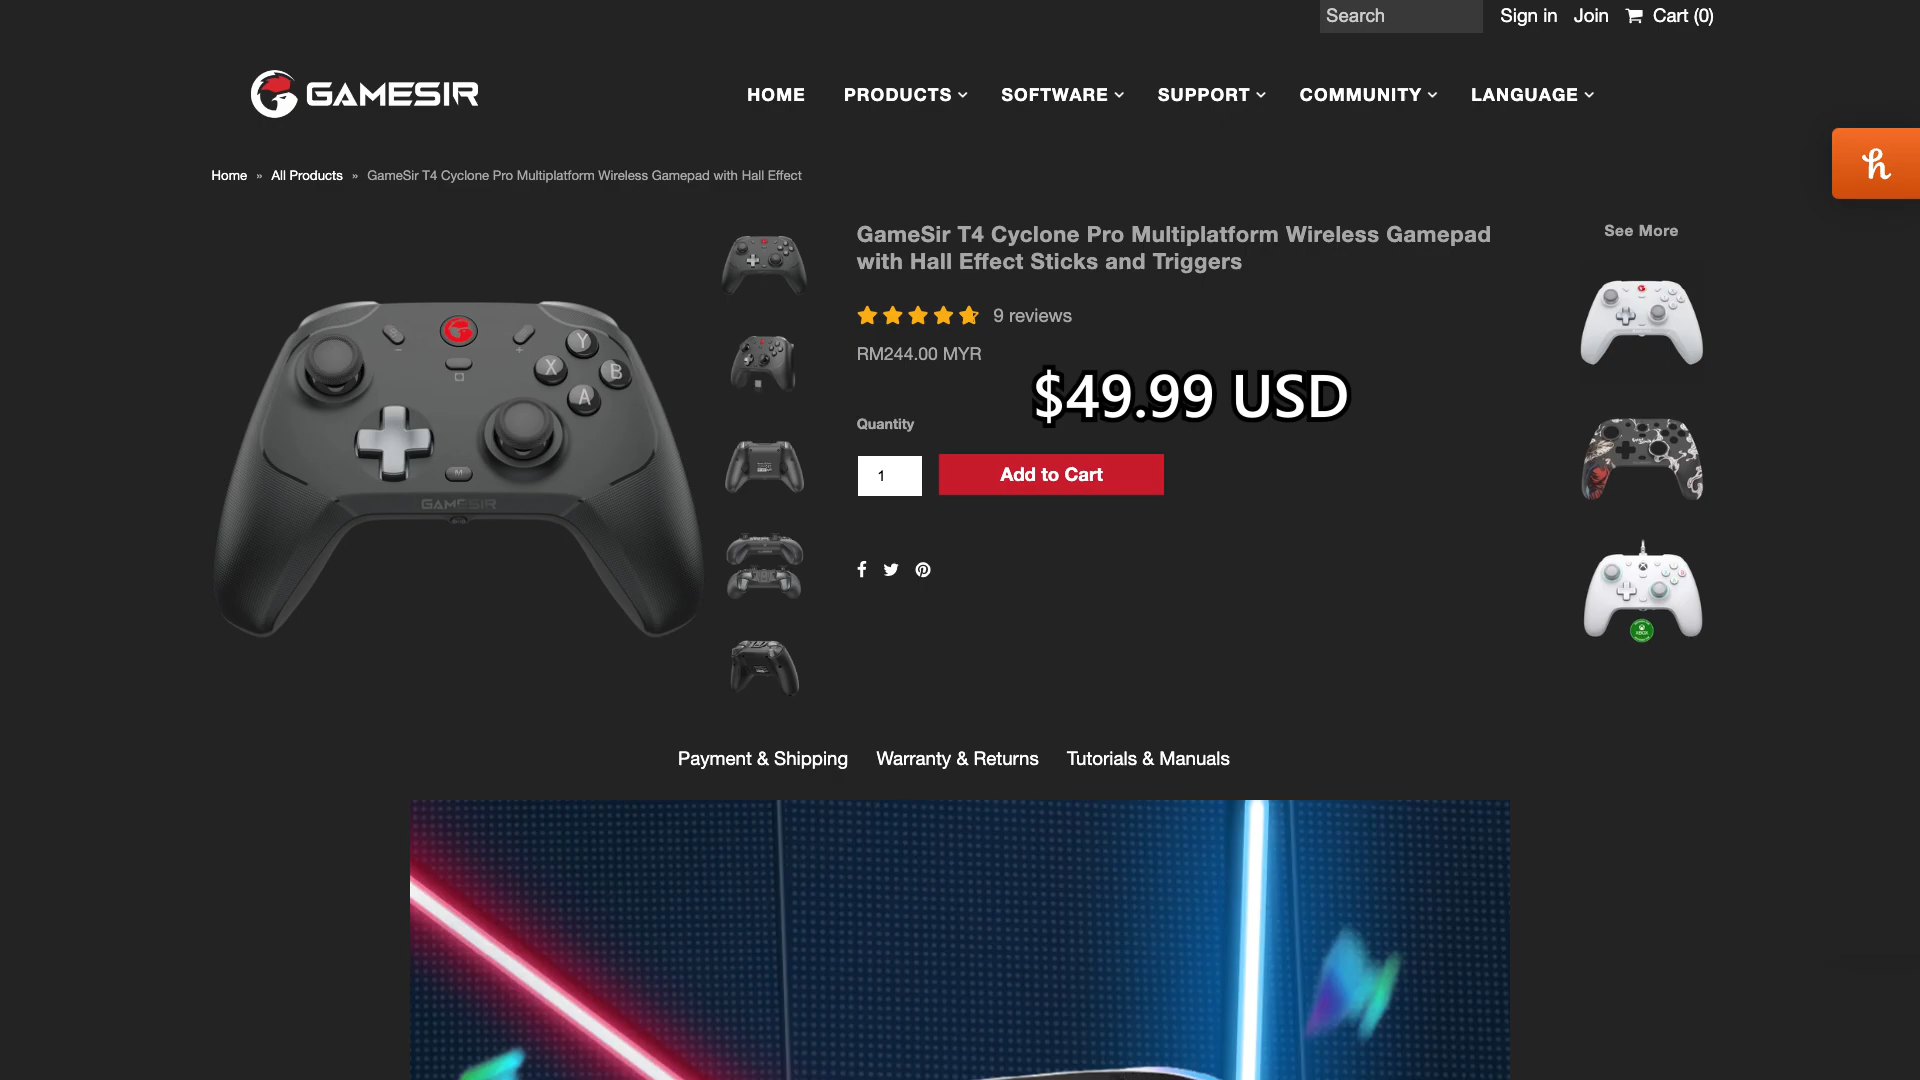 Search
Sign in Join Cart (0)
GAMESIR
HOME PRODUCTS SOFTWARE SUPPORT COMMUNITY LANGUAGE
Home » All Products » GameSir T4 Cyclone Pro Multiplatform Wireless Gamepad with Hall Effect
GameSir T4 Cyclone Pro Multiplatform Wireless Gamepad
with Hall Effect Sticks and Triggers
9 reviews
RM244.00 MYR
$49.99 USD
Quantity
1
Add to Cart
See More
Y
X
B
A
M
GAMESIR
XBOX
Payment & Shipping Warranty & Returns Tutorials & Manuals